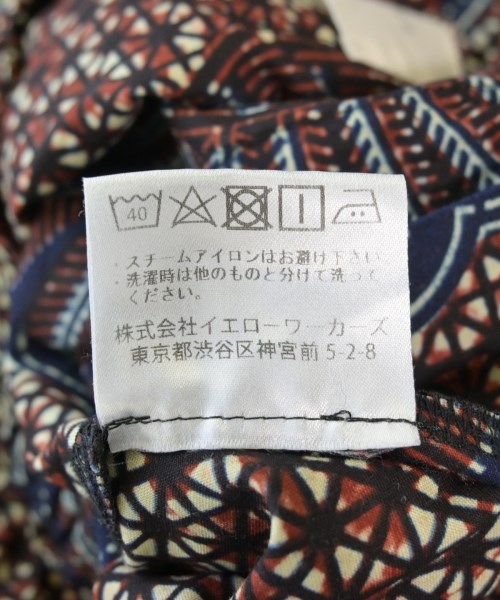 40
・スチームアイロンはお避け下さい
・洗濯時は他のものと分けて洗って
ください。
株式会社イエローワーカーズ
東京都渋谷区神宮前 5-2-8